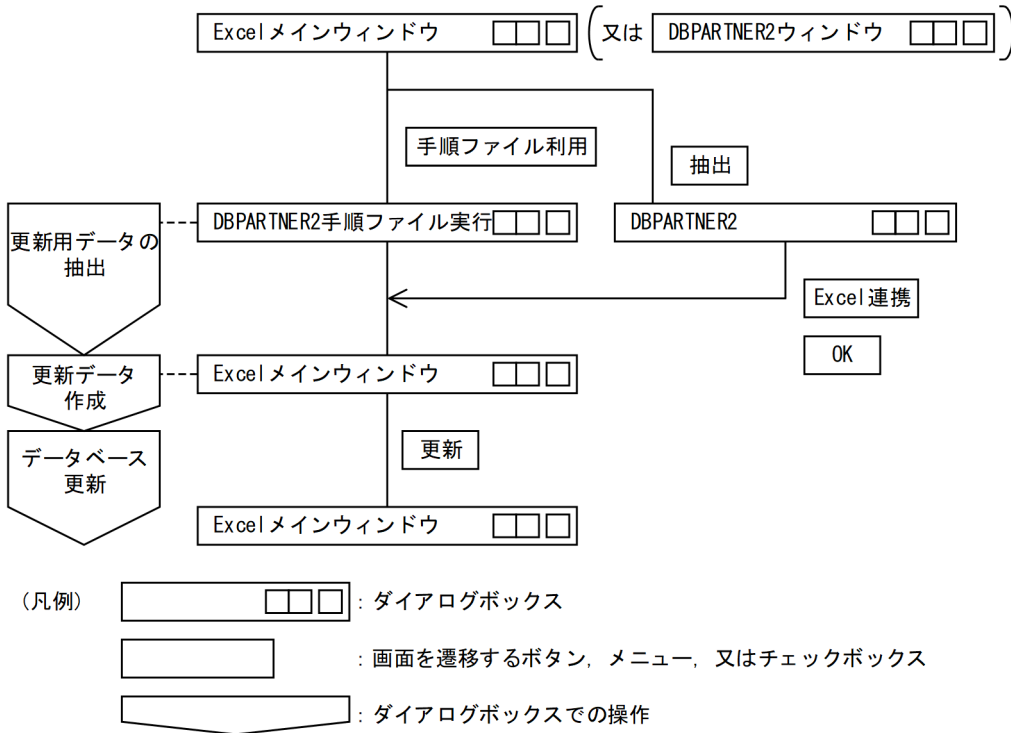 Excelメインウィンドウ
(又は DBPARTNER2ウィンドウ)
手順ファイル利用
抽出
更新用データの
抽出
DBPARTNER2手順ファイル実行
DBPARTNER2
Excel連携
OK
更新データ
作成
Excelメインウィンドウ
更新
データベース
更新
Excelメインウィンドウ
(凡例)
:ダイアログボックス
:画面を遷移するボタン，メニュー，又はチェックボックス
:ダイアログボックスでの操作